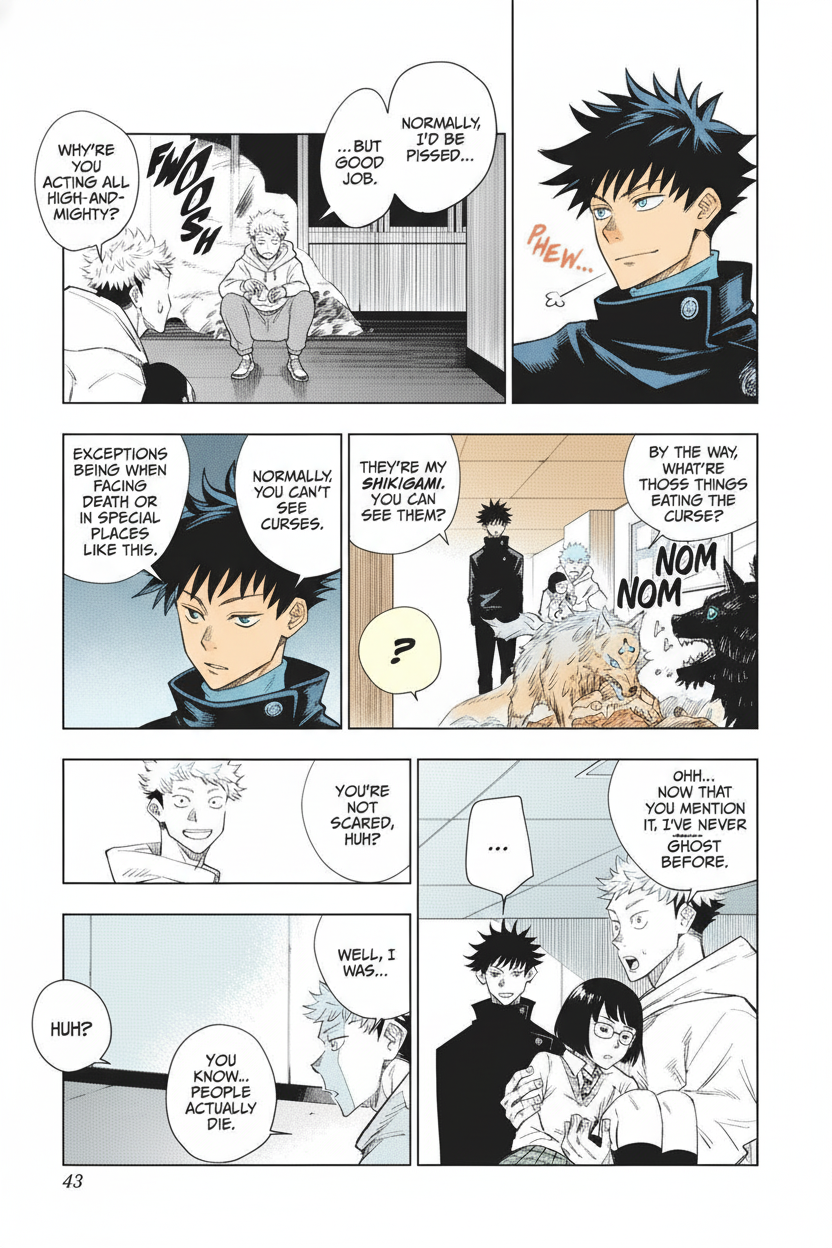 PHEW...
NORMALLY,
I'D BE
PISSED...
...BUT
GOOD
JOB.
FWOOSH
WHY'RE
YOU
ACTING ALL
HIGH-AND-
MIGHTY?
BY THE WAY,
WHAT'RE
THOSS THINGS
EATING THE
CURSE?
NOM
NOM
THEY'RE MY
SHIKIGAMI.
YOU CAN
SEE THEM?
?
NORMALLY,
YOU CAN'T
SEE
CURSES.
EXCEPTIONS
BEING WHEN
FACING
DEATH OR
IN SPECIAL
PLACES
LIKE THIS.
OHH...
NOW THAT
YOU MENTION
IT, I'VE NEVER
GHOST
BEFORE.
...
YOU'RE
NOT
SCARED,
HUH?
WELL, I
WAS...
YOU
KNOW...
PEOPLE
ACTUALLY
DIE.
HUH?
43